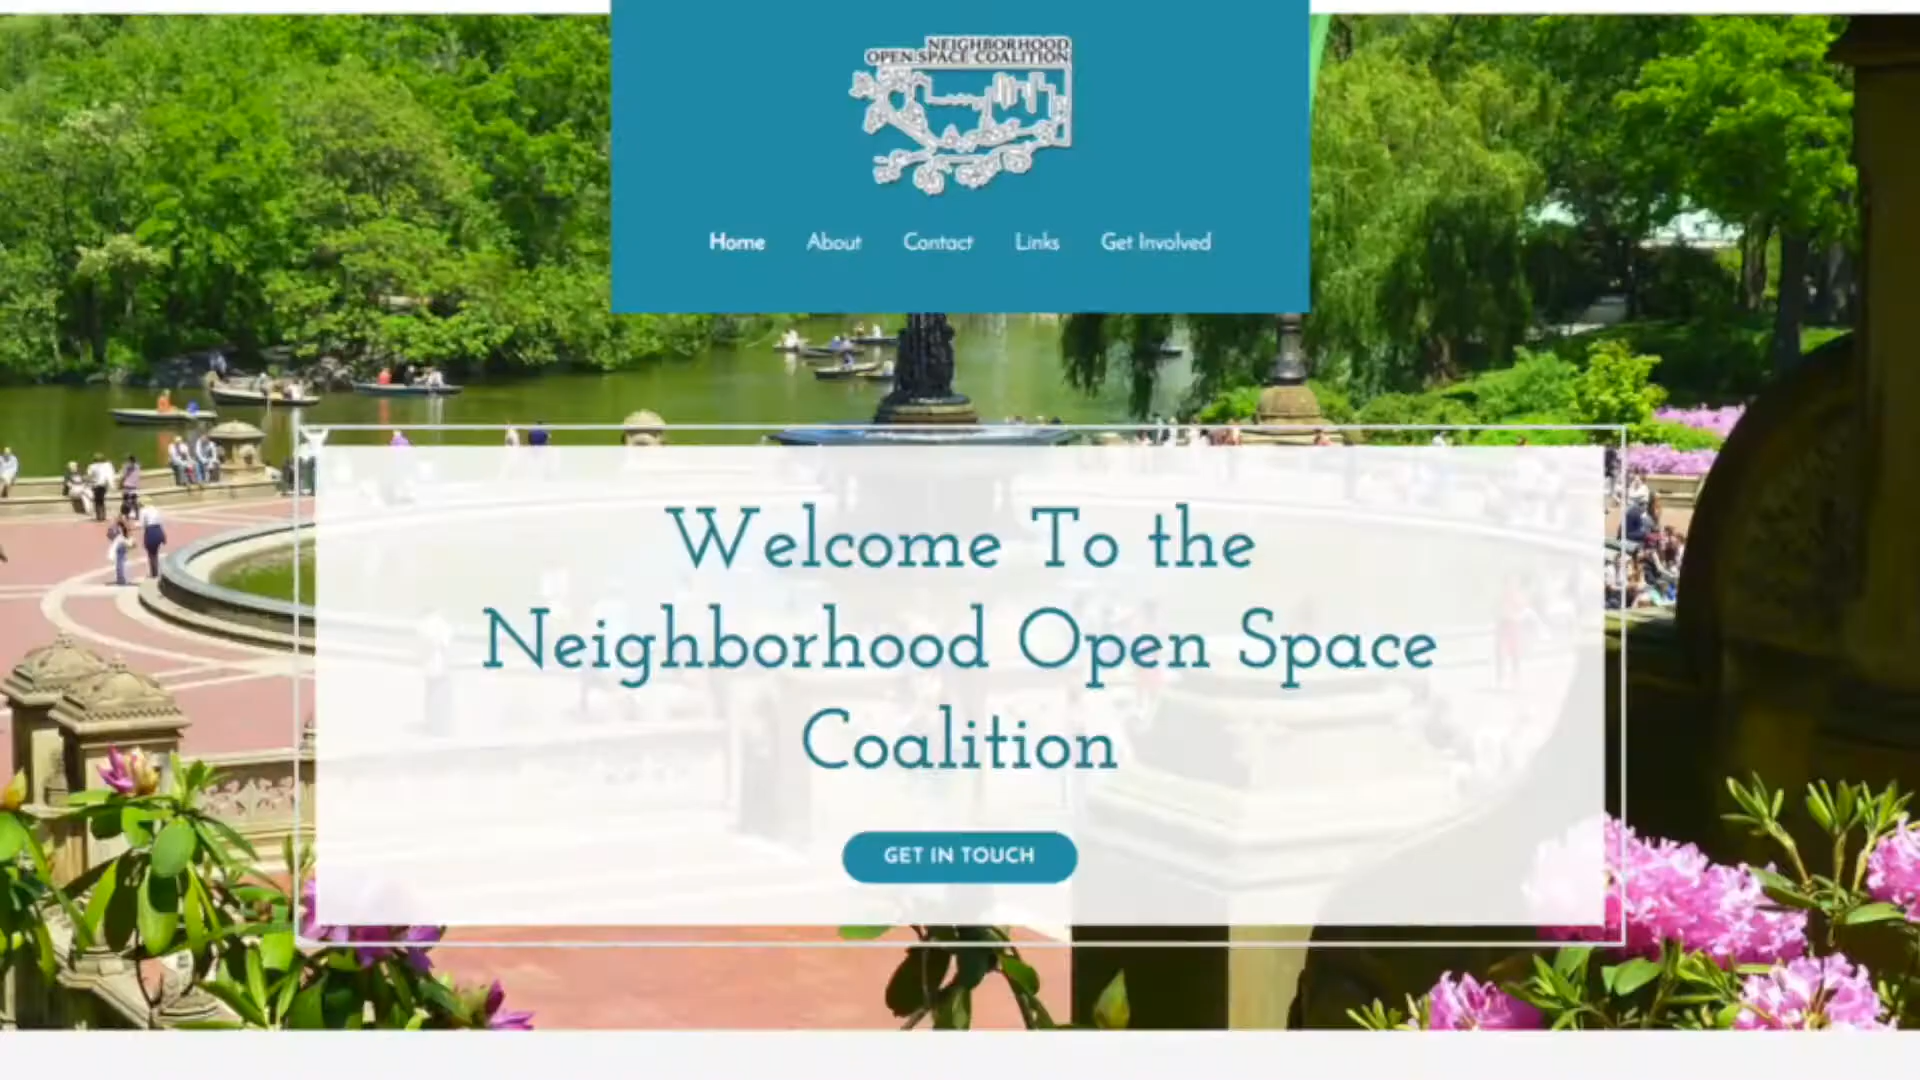 NEIGHBORHOOD
OPEN SPACE COALITION
Home About Contact Links Get Involved
Welcome To the
Neighborhood Open Space
Coalition
GET IN TOUCH